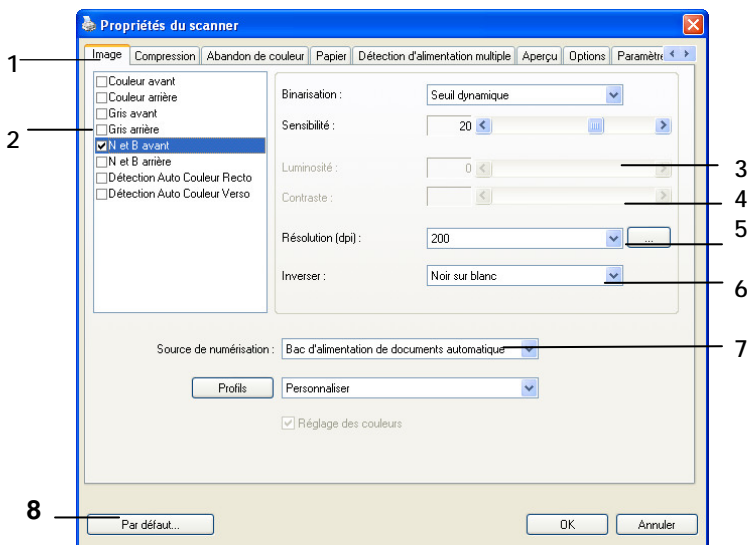 Propriétés du scanner
Image Compression Abandon de couleur Papier Détection d'alimentation multiple Aperçu Options Paramètre
1
Couleur avant
Couleur arrière
Gris avant
Gris arrière
N et B avant
N et B arrière
Détection Auto Couleur Recto
Détection Auto Couleur Verso
2
Binarisation : Seuil dynamique
Sensibilité : 20
Luminosité : 0
3
Contraste :
4
Résolution (dpi) : 200 ...
5
Inverser : Noir sur blanc
6
Source de numérisation : Bac d'alimentation de documents automatique
7
Profils Personnaliser
Réglage des couleurs
8
Par défaut... OK Annuler